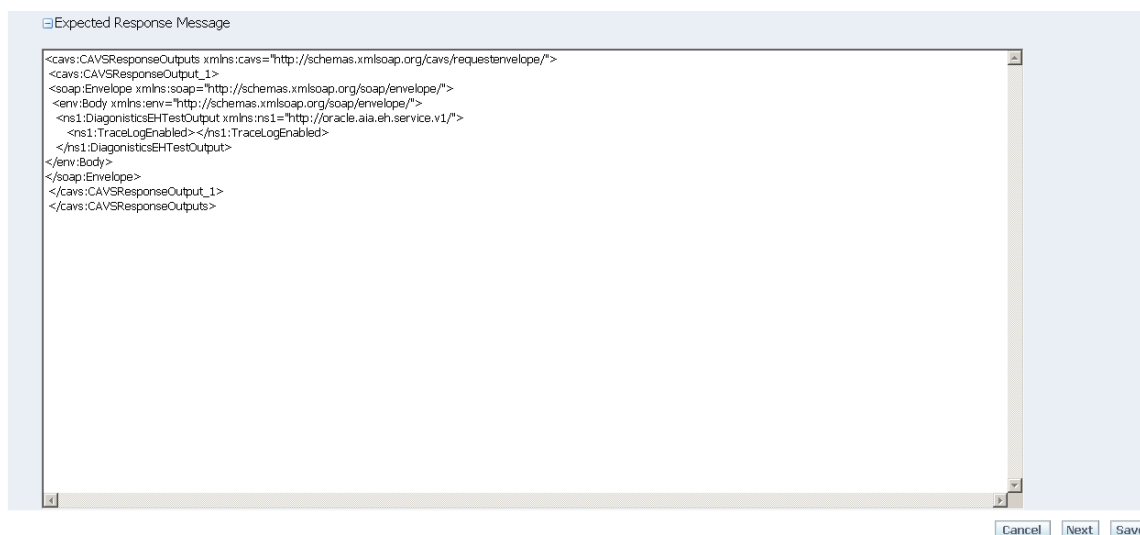 Expected Response Message
<cavs:CAVSResponseOutputs xmlns:cavs="http://schemas.xmlsoap.org/cavs/requestenvelope/">
<cavs:CAVSResponseOutput_1>
<soap:Envelope xmlns:soap="http://schemas.xmlsoap.org/soap/envelope/">
<env:Body xmlns:env="http://schemas.xmlsoap.org/soap/envelope/">
<ns1:DiagonisticsEHTestOutput xmlns:ns1="http://oracle.aia.eh.service.v1/">
<ns1:TraceLogEnabled></ns1:TraceLogEnabled>
</ns1:DiagonisticsEHTestOutput>
</env:Body>
</soap:Envelope>
</cavs:CAVSResponseOutput_1>
</cavs:CAVSResponseOutputs>
Cancel Next Save